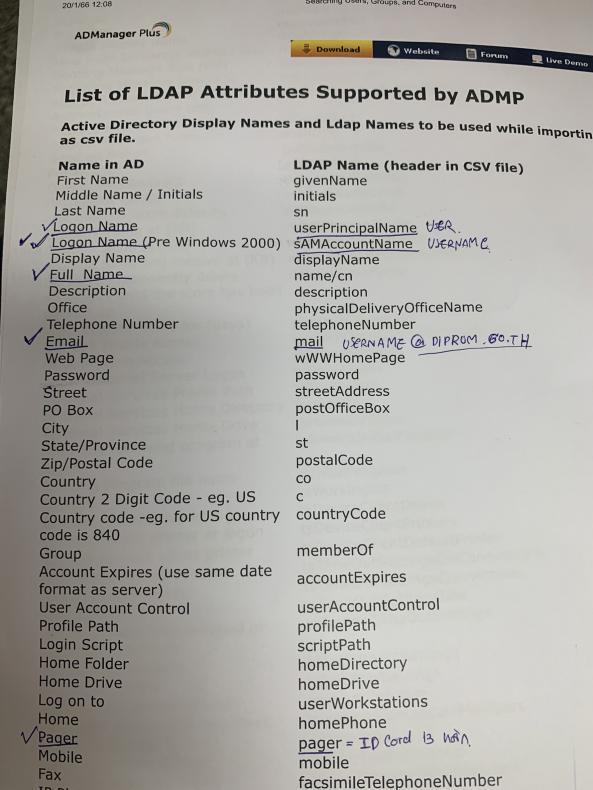 20/1/66 12:08 Searching Users, Groups, and Computers
ADManager Plus
Download Website Forum Live Demo
List of LDAP Attributes Supported by ADMP
Active Directory Display Names and Ldap Names to be used while importin
as csv file.
Name in AD LDAP Name (header in CSV file)
First Name givenName
Middle Name / Initials initials
Last Name sn
Logon Name userPrincipalName USER.
Logon Name (Pre Windows 2000) sAMAccountName USERNAME
Display Name displayName
Full Name name/cn
Description description
Office physicalDeliveryOfficeName
Telephone Number telephoneNumber
Email mail USERNAME @ DIPROM.GO.TH
Web Page wWWHomePage
Password password
Street streetAddress
PO Box postOfficeBox
City l
State/Province st
Zip/Postal Code postalCode
Country co
Country 2 Digit Code - eg. US c
Country code -eg. for US country countryCode
code is 840
Group memberOf
Account Expires (use same date accountExpires
format as server)
User Account Control userAccountControl
Profile Path profilePath
Login Script scriptPath
Home Folder homeDirectory
Home Drive homeDrive
Log on to userWorkstations
Home homePhone
Pager pager = ID Card 13 หลัก
Mobile mobile
Fax facsimileTelephoneNumber